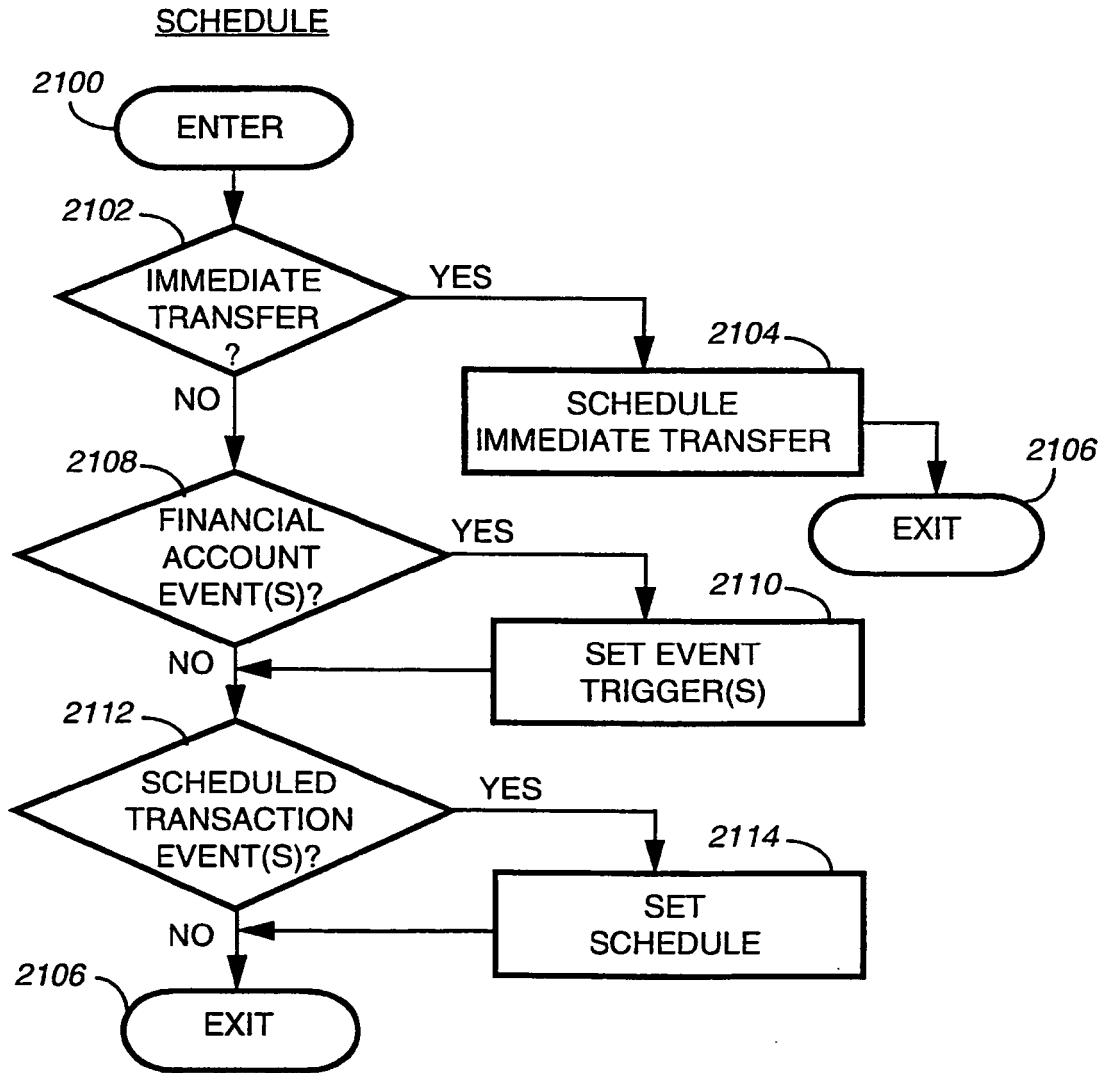 SCHEDULE
2100
ENTER
2102
IMMEDIATE
TRANSFER
?
YES
NO
2104
SCHEDULE
IMMEDIATE TRANSFER
2106
EXIT
2108
FINANCIAL
ACCOUNT
EVENT(S)?
YES
NO
2110
SET EVENT
TRIGGER(S)
2112
SCHEDULED
TRANSACTION
EVENT(S)?
YES
NO
2114
SET
SCHEDULE
2106
EXIT